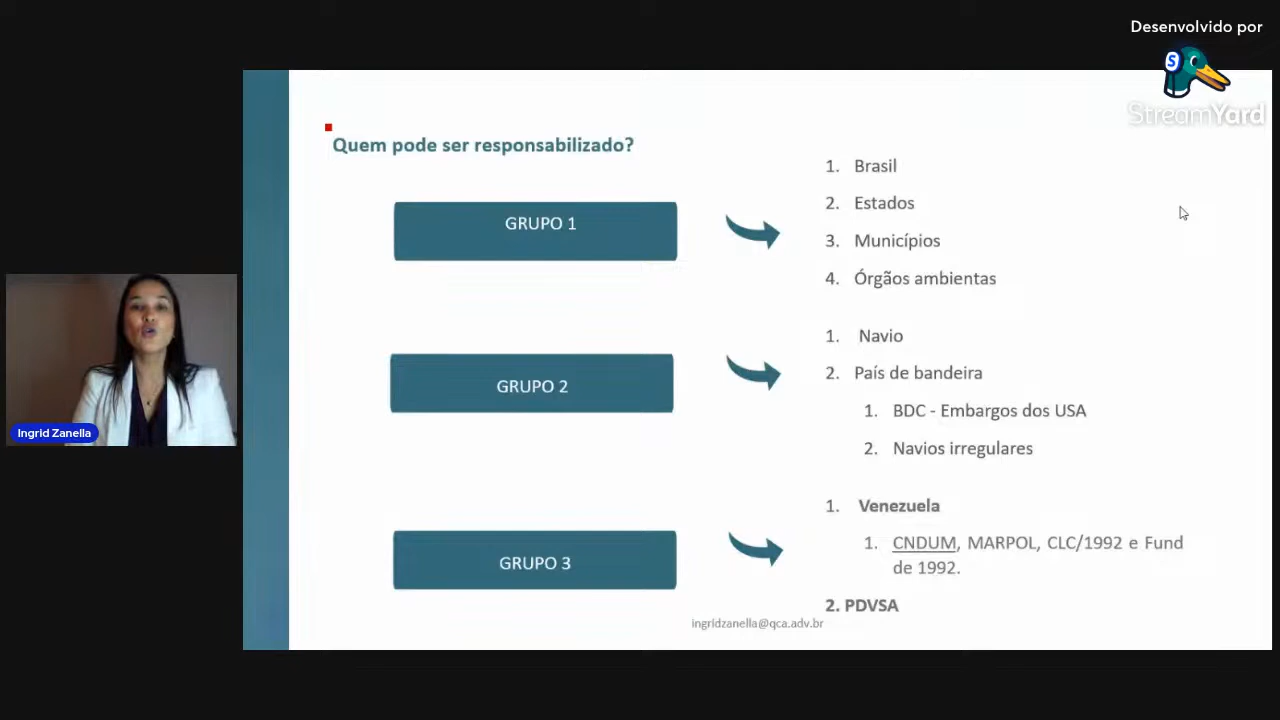 Desenvolvido por
StreamYard
Quem pode ser responsabilizado?
GRUPO 1
1. Brasil
2. Estados
3. Municípios
4. Órgãos ambientas
GRUPO 2
1. Navio
2. País de bandeira
1. BDC - Embargos dos USA
2. Navios irregulares
GRUPO 3
1. Venezuela
1. CNDUM, MARPOL, CLC/1992 e Fund
de 1992.
2. PDVSA
ingridzanella@qca.adv.br
Ingrid Zanella